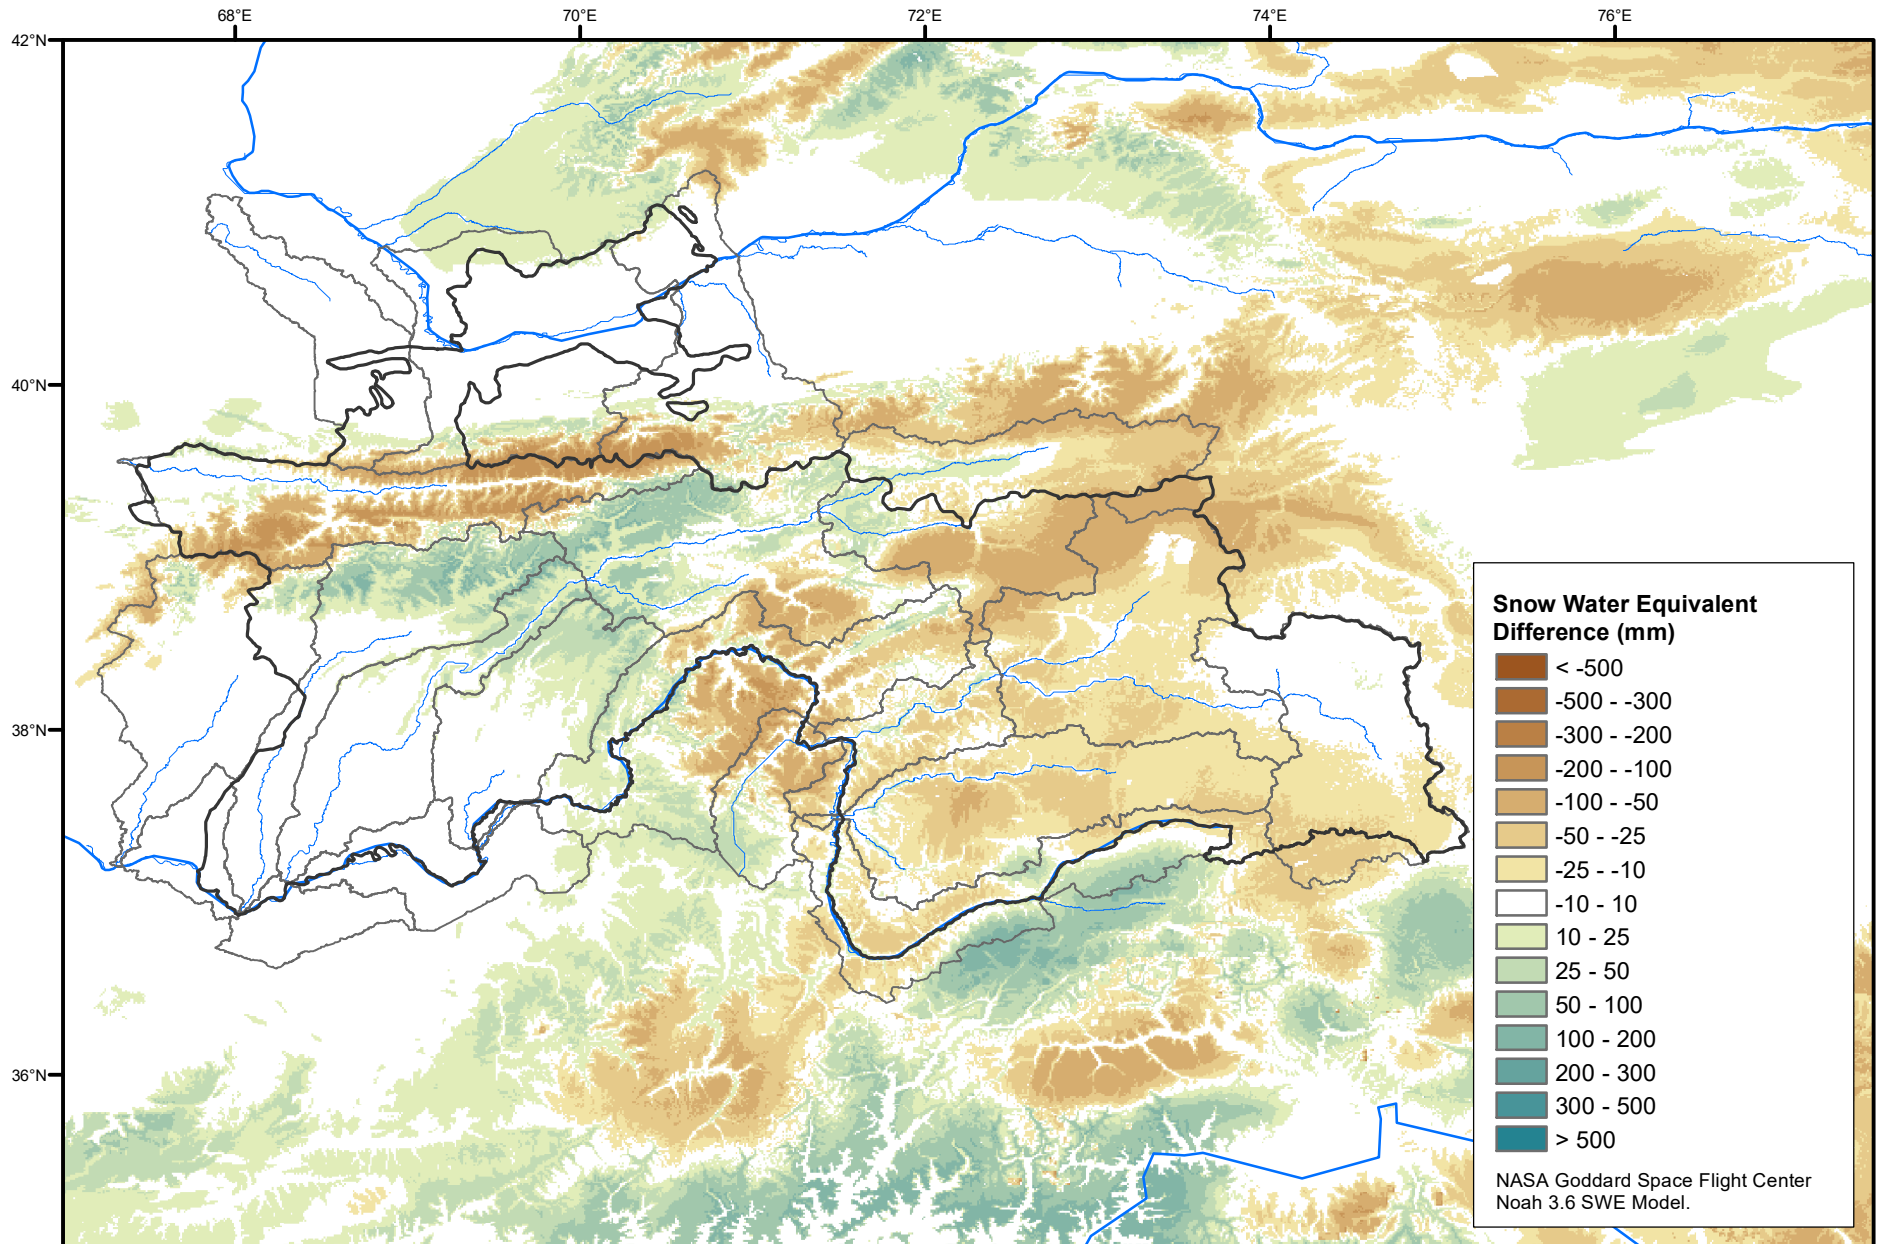 68°E
70°E
72°E
74°E
76°E
42°N
40°N
38°N
36°N
Snow Water Equivalent
Difference (mm)
< -500
-500 - -300
-300 - -200
-200 - -100
-100 - -50
-50 - -25
-25 - -10
-10 - 10
10 - 25
25 - 50
50 - 100
100 - 200
200 - 300
300 - 500
> 500
NASA Goddard Space Flight Center
Noah 3.6 SWE Model.